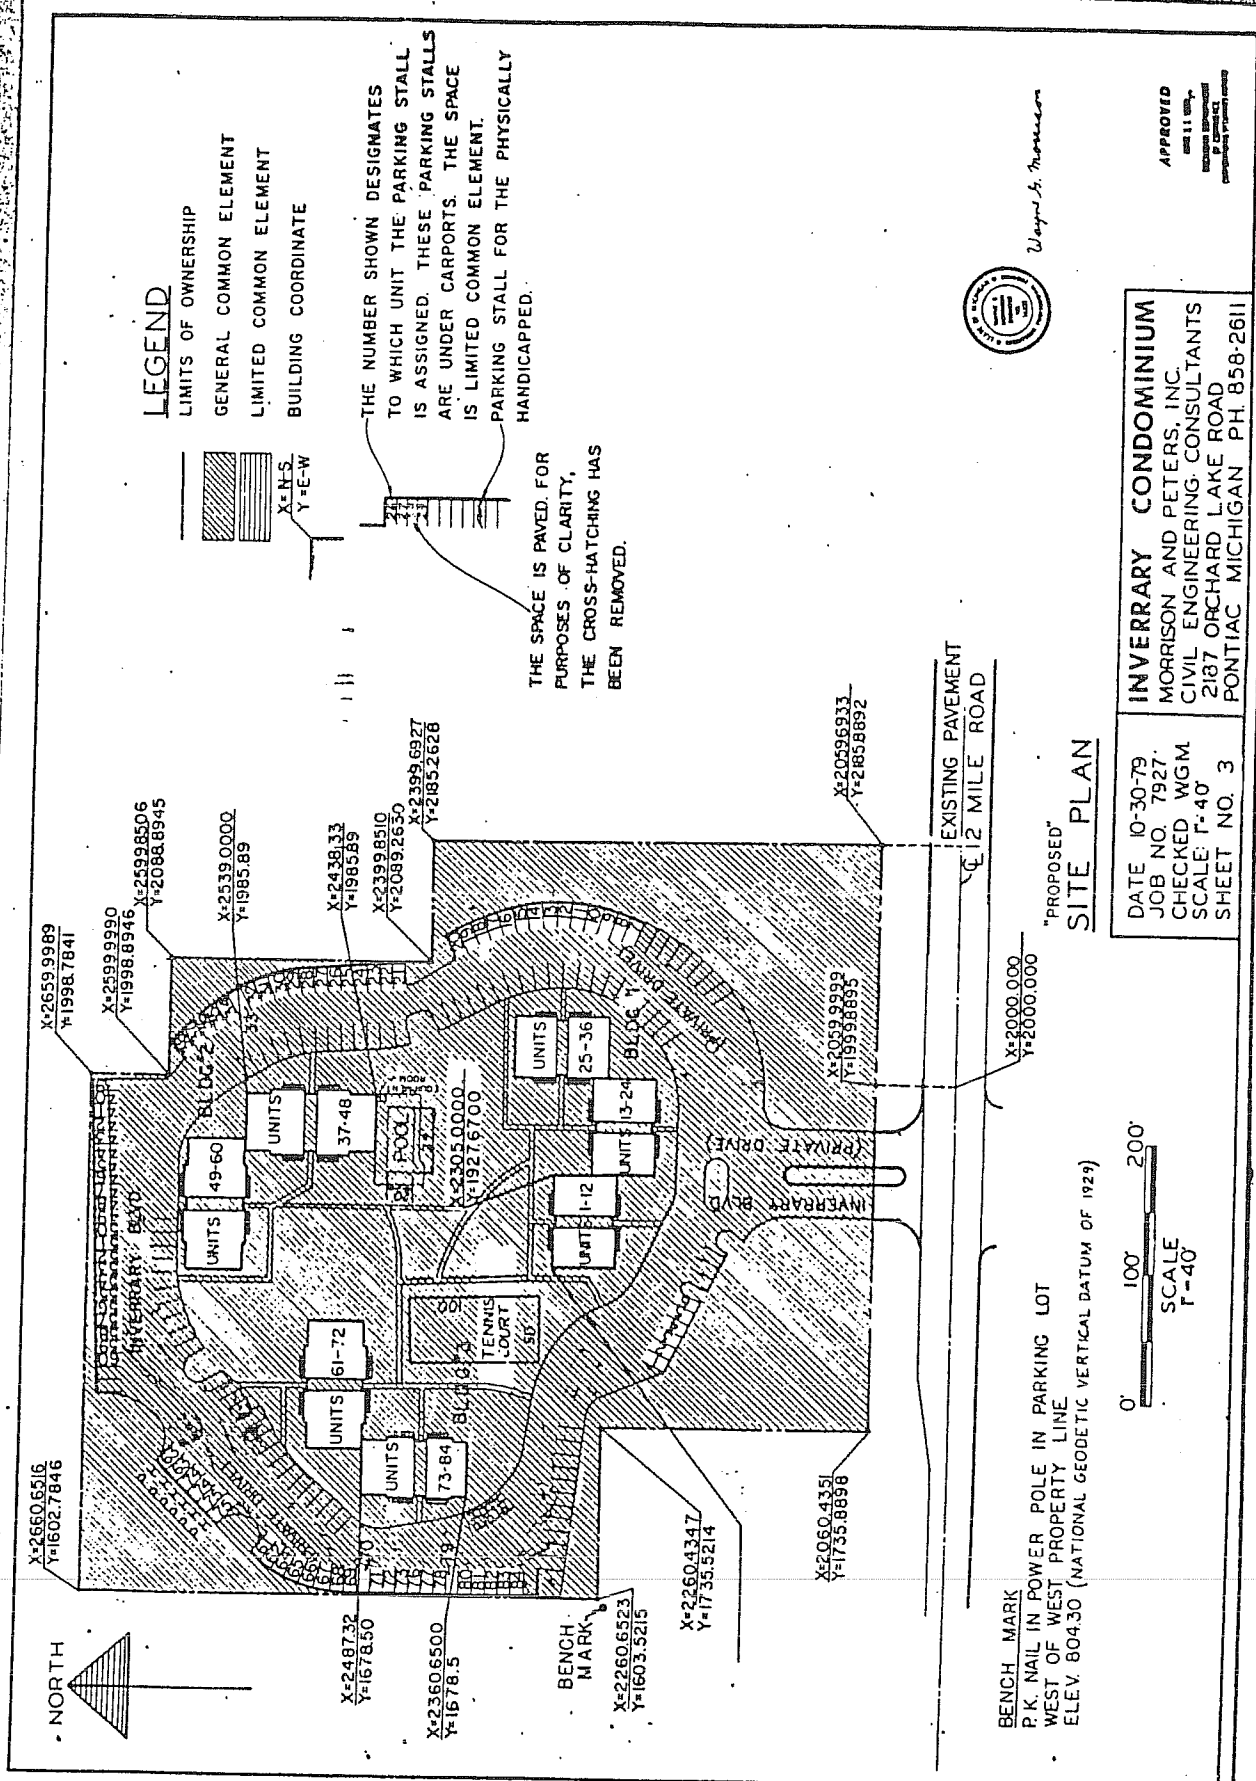 NORTH
X=2660.6516
Y=1602.7846
X=2659.9989
Y=1998.7841
X=2599.9990
Y=1998.8946
X=2599.8506
Y=2088.8945
X=2539.0000
Y=1985.89
X=2438.33
Y=1985.89
X=2399.8510
Y=2089.2630
X=2399.6927
Y=2185.2628
X=2059.6933
Y=2185.8892
X=2059.9999
Y=1999.8895
X=2000.000
Y=2000.000
X=2305.0000
Y=1927.6700
X=2487.32
Y=1678.50
X=2360.6500
Y=1678.5
BENCH
MARK
X=2260.6523
Y=1603.5215
X=2260.4347
Y=1735.5214
X=2060.4351
Y=1735.8898
INVERRARY BLVD.
BLDG. 2
UNITS 49-60
UNITS
37-48
POOL
UNITS 61-72
UNITS
73-84
BLDG. 3
TENNIS
COURT
100
50
UNITS 1-12
UNITS 13-24
UNITS
25-36
BLDG. 1
(PRIVATE DRIVE)
INVERRARY BLVD
(PRIVATE DRIVE)
EXISTING PAVEMENT
℄ 12 MILE ROAD
LEGEND
LIMITS OF OWNERSHIP
GENERAL COMMON ELEMENT
LIMITED COMMON ELEMENT
X=N-S
Y=E-W
BUILDING COORDINATE
THE NUMBER SHOWN DESIGNATES
TO WHICH UNIT THE PARKING STALL
IS ASSIGNED. THESE PARKING STALLS
ARE UNDER CARPORTS. THE SPACE
IS LIMITED COMMON ELEMENT.
PARKING STALL FOR THE PHYSICALLY
HANDICAPPED.
THE SPACE IS PAVED. FOR
PURPOSES OF CLARITY,
THE CROSS-HATCHING HAS
BEEN REMOVED.
BENCH MARK
P.K. NAIL IN POWER POLE IN PARKING LOT
WEST OF WEST PROPERTY LINE
ELEV. 804.30 (NATIONAL GEODETIC VERTICAL DATUM OF 1929)
0' 100' 200'
SCALE
1"=40'
"PROPOSED"
SITE PLAN
DATE 10-30-79
JOB NO. 7927
CHECKED WGM
SCALE: 1"=40'
SHEET NO. 3
INVERRARY CONDOMINIUM
MORRISON AND PETERS, INC.
CIVIL ENGINEERING CONSULTANTS
2187 ORCHARD LAKE ROAD
PONTIAC MICHIGAN PH. 858-2611
Wayne G. Morrison
APPROVED